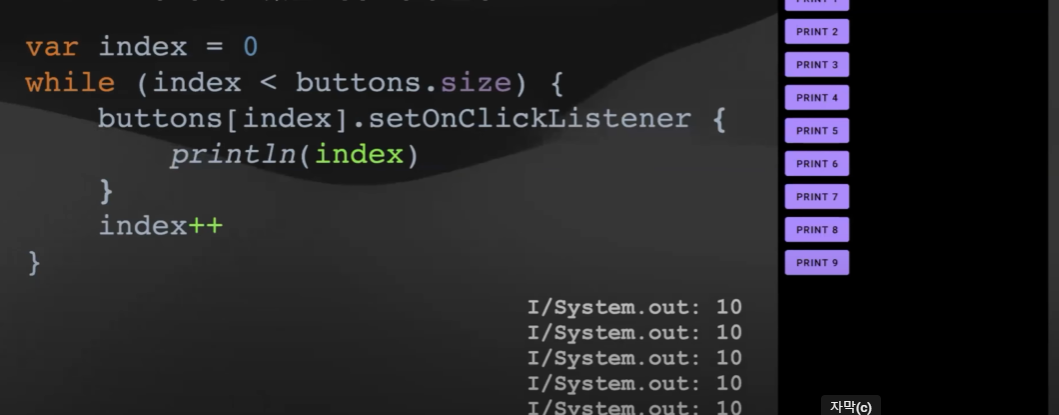 var index = 0
while (index < buttons.size) {
buttons[index].setOnClickListener {
println(index)
}
index++
}
I/System.out: 10
I/System.out: 10
I/System.out: 10
I/System.out: 10
I/System.out: 10
PRINT 2
PRINT 3
PRINT 4
PRINT 5
PRINT 6
PRINT 7
PRINT 8
PRINT 9
자막(c)